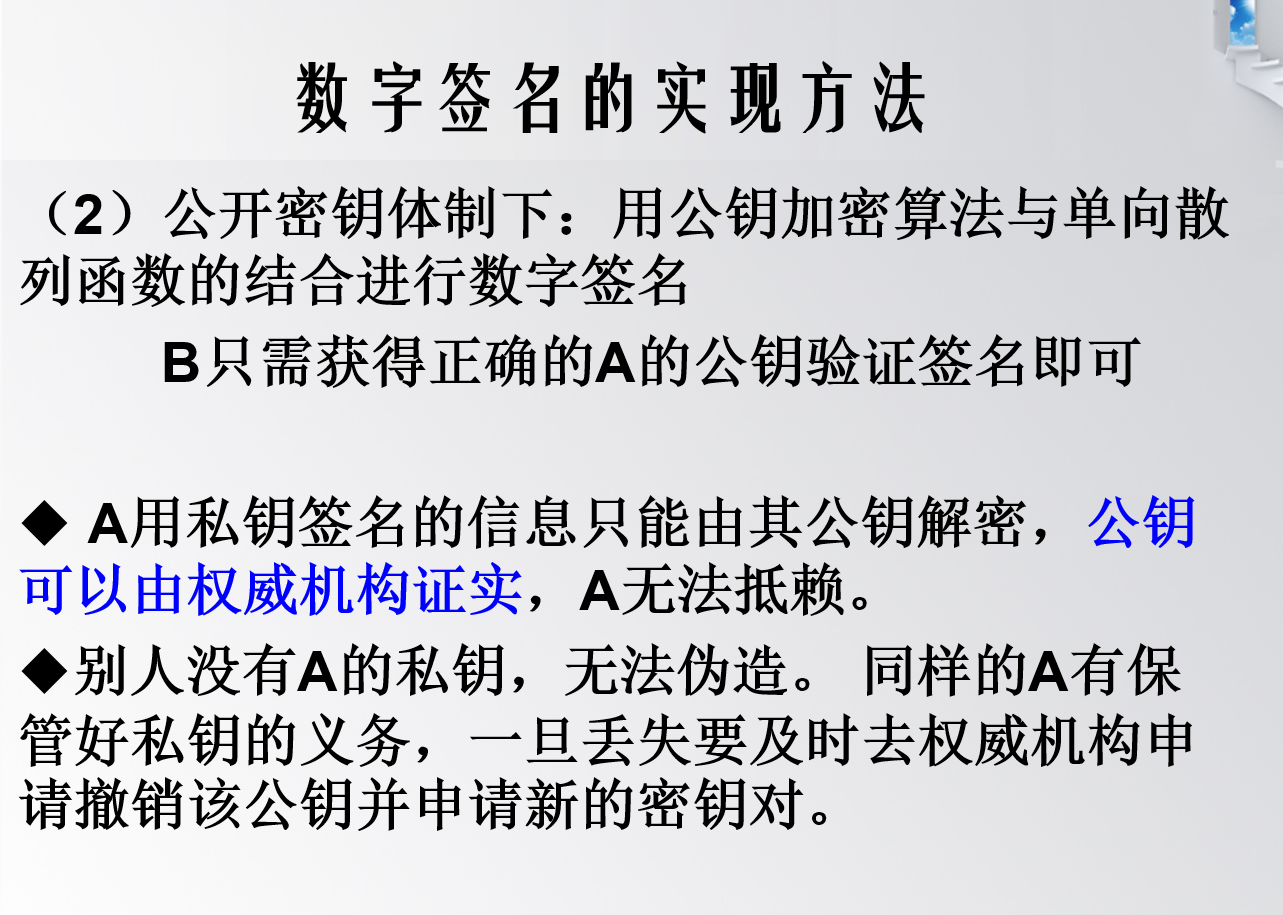 数字签名的实现方法
（2）公开密钥体制下：用公钥加密算法与单向散
列函数的结合进行数字签名
B只需获得正确的A的公钥验证签名即可
◆ A用私钥签名的信息只能由其公钥解密，公钥
可以由权威机构证实，A无法抵赖。
◆别人没有A的私钥，无法伪造。 同样的A有保
管好私钥的义务，一旦丢失要及时去权威机构申
请撤销该公钥并申请新的密钥对。